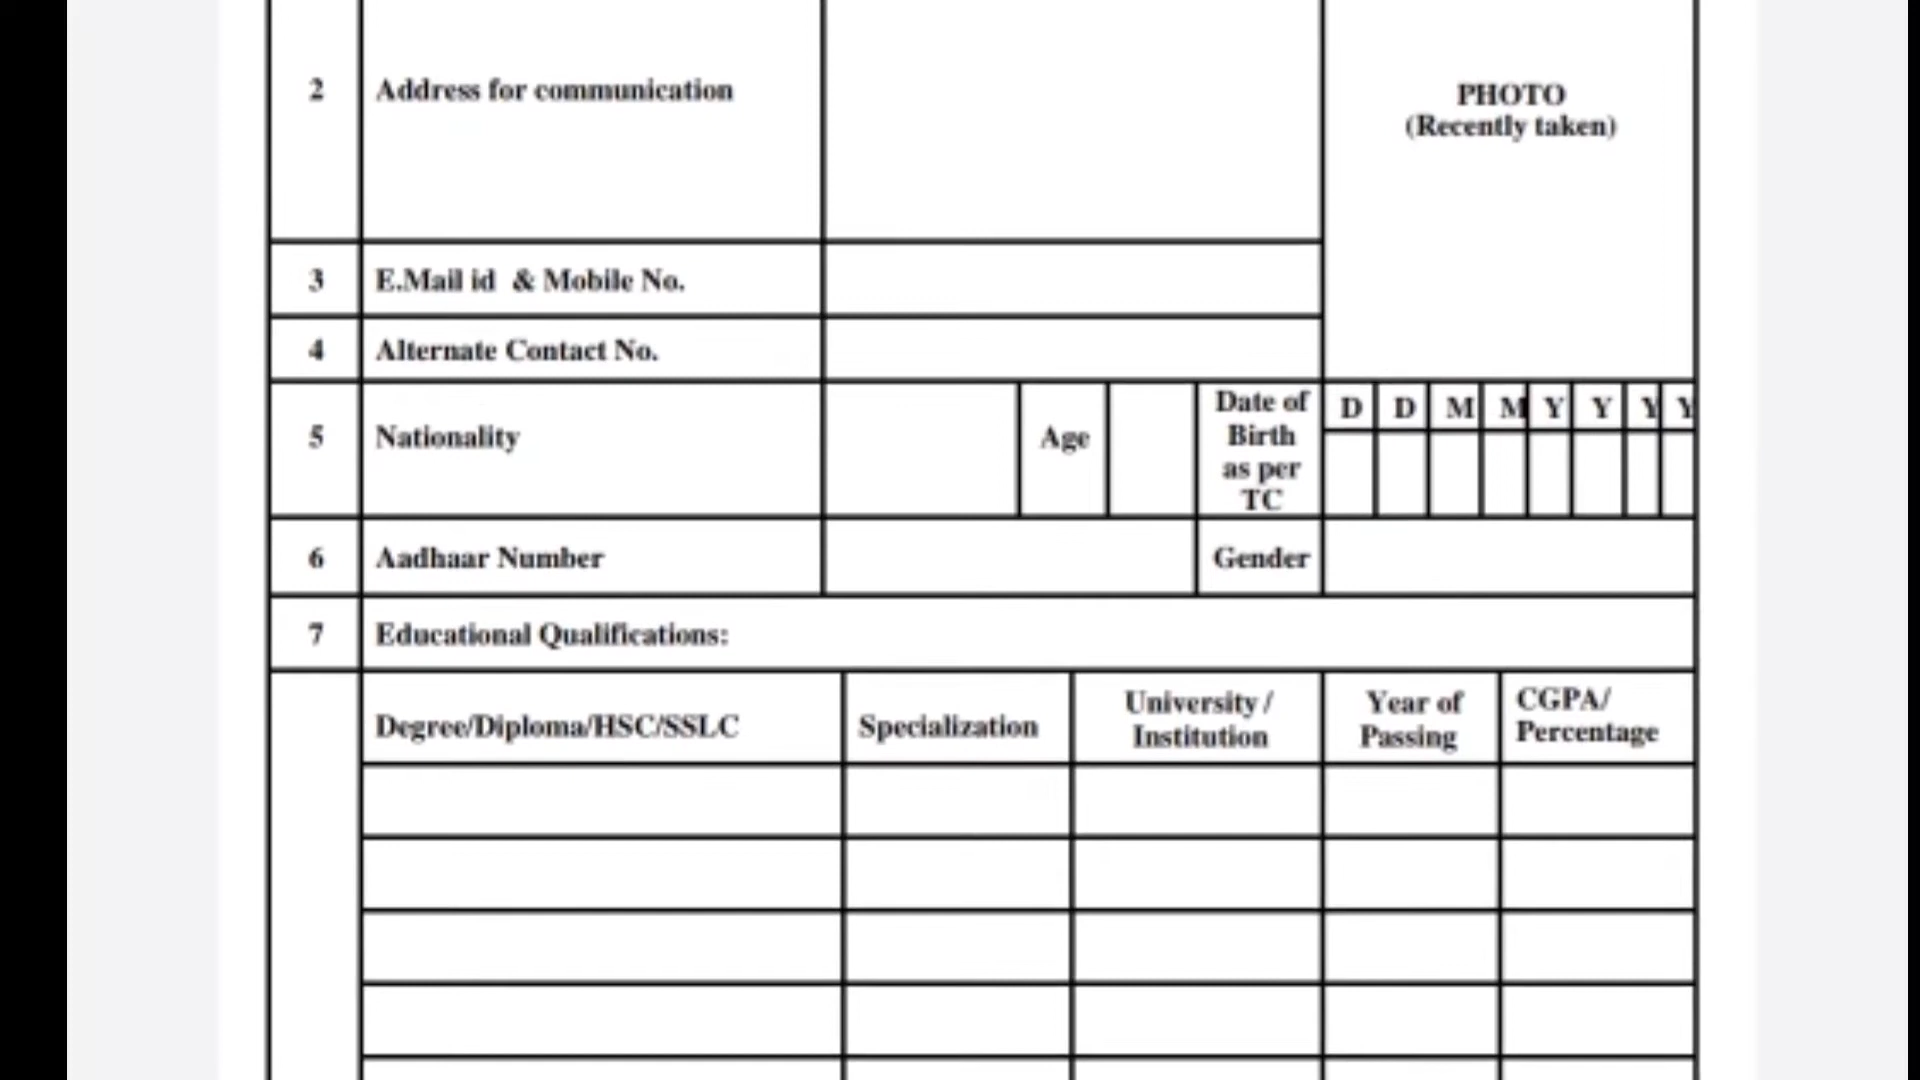 2 Address for communication
PHOTO
(Recently taken)
3 E.Mail id & Mobile No.
4 Alternate Contact No.
5 Nationality Age
Date of
Birth
as per
TC
D D M M Y Y Y Y
6 Aadhaar Number Gender
7 Educational Qualifications:
Degree/Diploma/HSC/SSLC Specialization
University /
Institution
Year of
Passing
CGPA/
Percentage